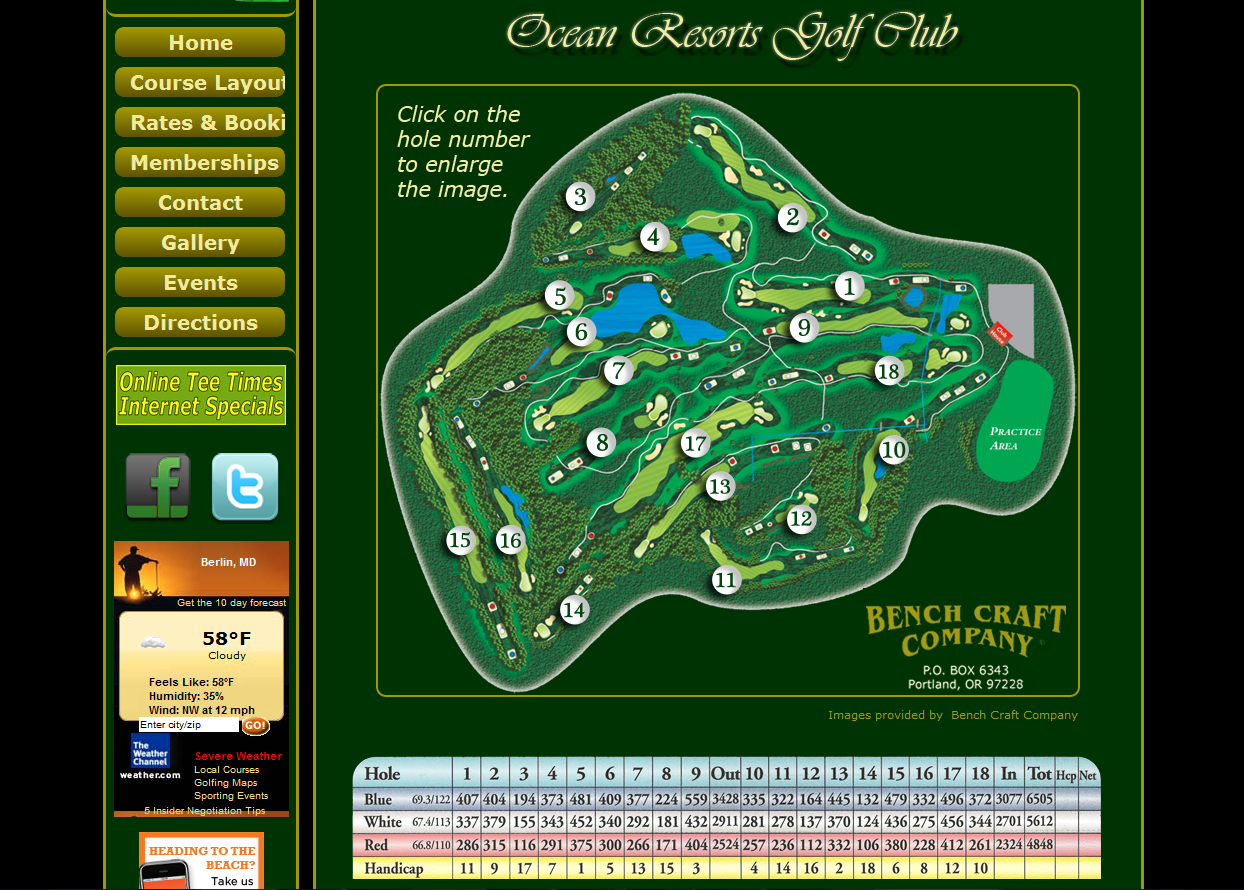 Home
Course Layout
Rates & Booki
Memberships
Contact
Gallery
Events
Directions
Online Tee Times
Internet Specials
f
t
Berlin, MD
Get the 10 day forecast
58°F
Cloudy
Feels Like: 58°F
Humidity: 35%
Wind: NW at 12 mph
Enter city/zip GO!
The
Weather
Channel
weather.com
Severe Weather
Local Courses
Golfing Maps
Sporting Events
5 Insider Negotiation Tips
HEADING TO THE
BEACH?
Take us
Ocean Resorts Golf Club
Click on the
hole number
to enlarge
the image.
3
2
4
1
5
9
6
Club
House
7
18
8
17
10
PRACTICE
AREA
13
12
15
16
11
14
BENCH CRAFT
COMPANY
P.O. BOX 6343
Portland, OR 97228
Images provided by Bench Craft Company
Hole 1 2 3 4 5 6 7 8 9 Out 10 11 12 13 14 15 16 17 18 In Tot Hcp Net
Blue 69.3/122 407 404 194 373 481 409 377 224 559 3428 335 322 164 445 132 479 332 496 372 3077 6505
White 67.4/113 337 379 155 343 452 340 292 181 432 2911 281 278 137 370 124 436 275 456 344 2701 5612
Red 66.8/110 286 315 116 291 375 300 266 171 404 2524 257 236 112 332 106 380 228 412 261 2324 4848
Handicap 11 9 17 7 1 5 13 15 3 4 14 16 2 18 6 8 12 10